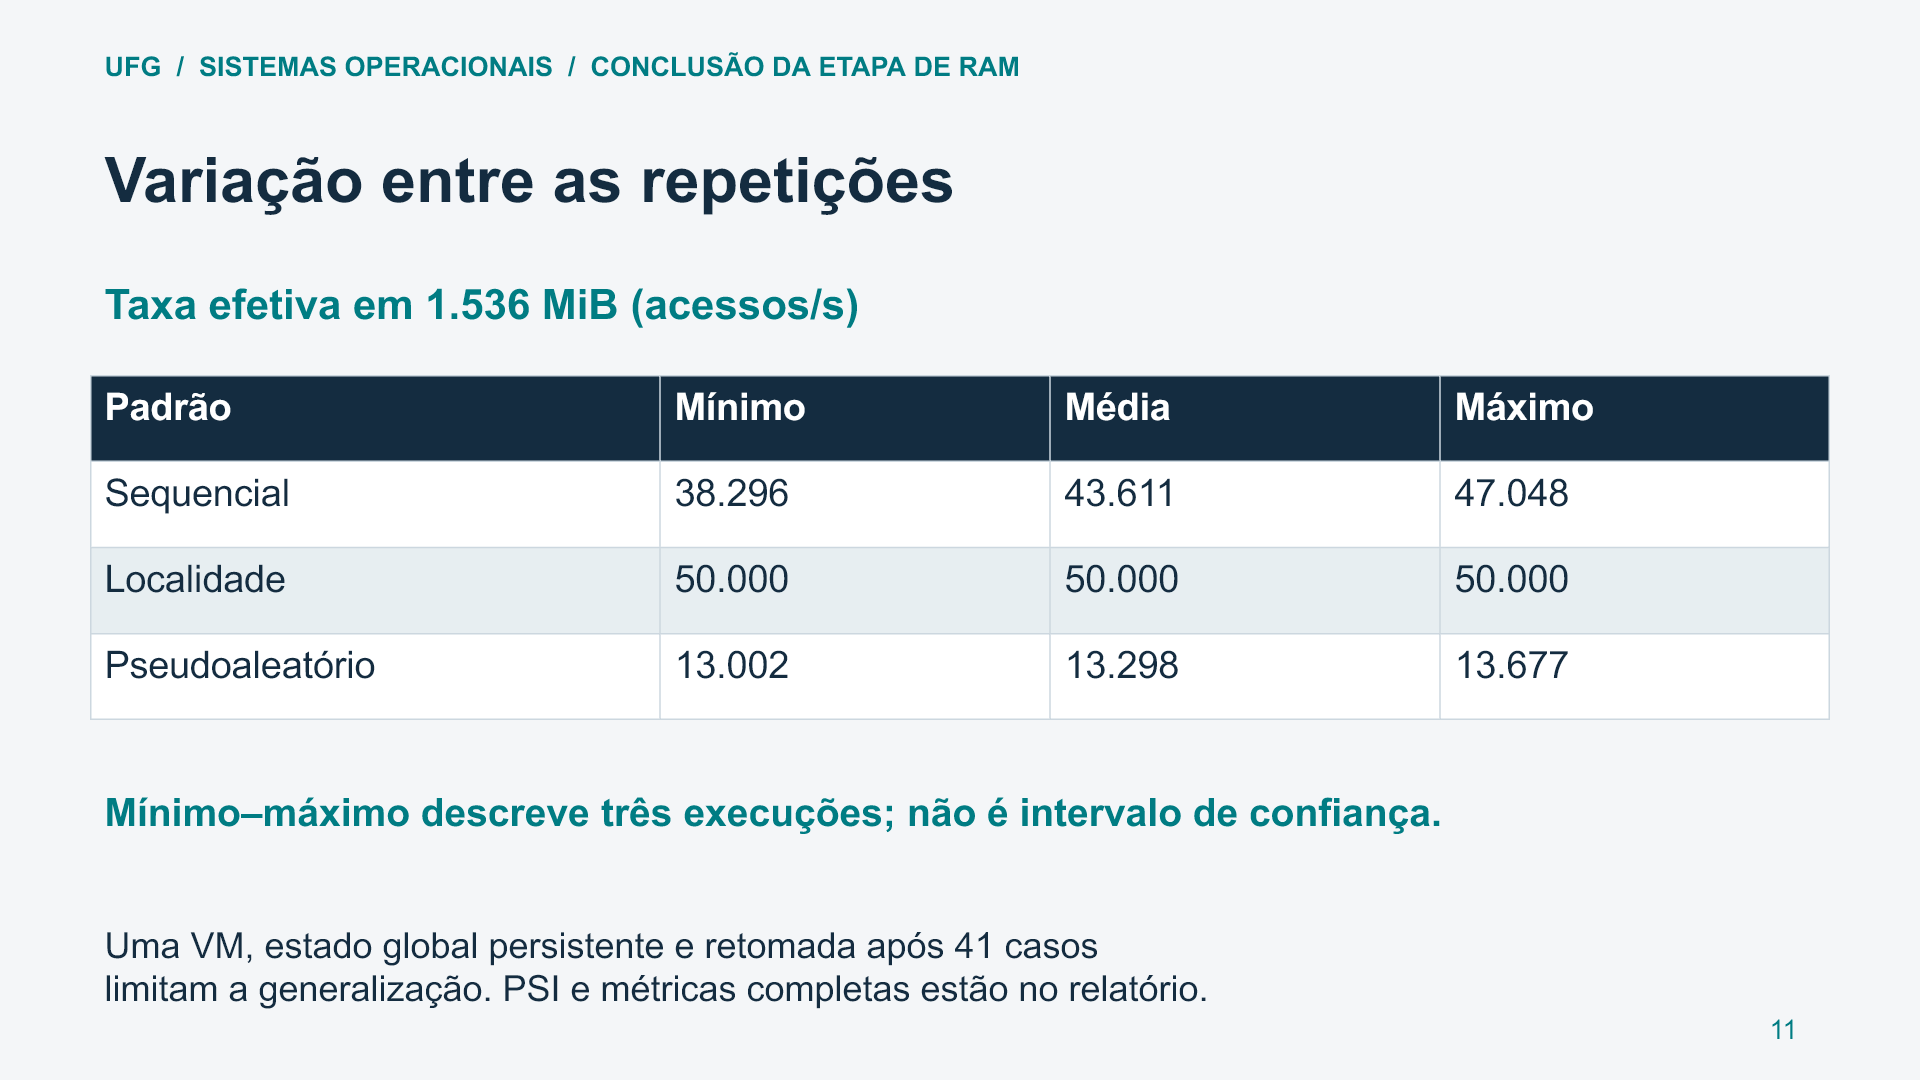 UFG / SISTEMAS OPERACIONAIS / CONCLUSÃO DA ETAPA DE RAM
Variação entre as repetições
Taxa efetiva em 1.536 MiB (acessos/s)
Padrão Mínimo Média Máximo
Sequencial 38.296 43.611 47.048
Localidade 50.000 50.000 50.000
Pseudoaleatório 13.002 13.298 13.677
Mínimo–máximo descreve três execuções; não é intervalo de confiança.
Uma VM, estado global persistente e retomada após 41 casos
limitam a generalização. PSI e métricas completas estão no relatório.
11